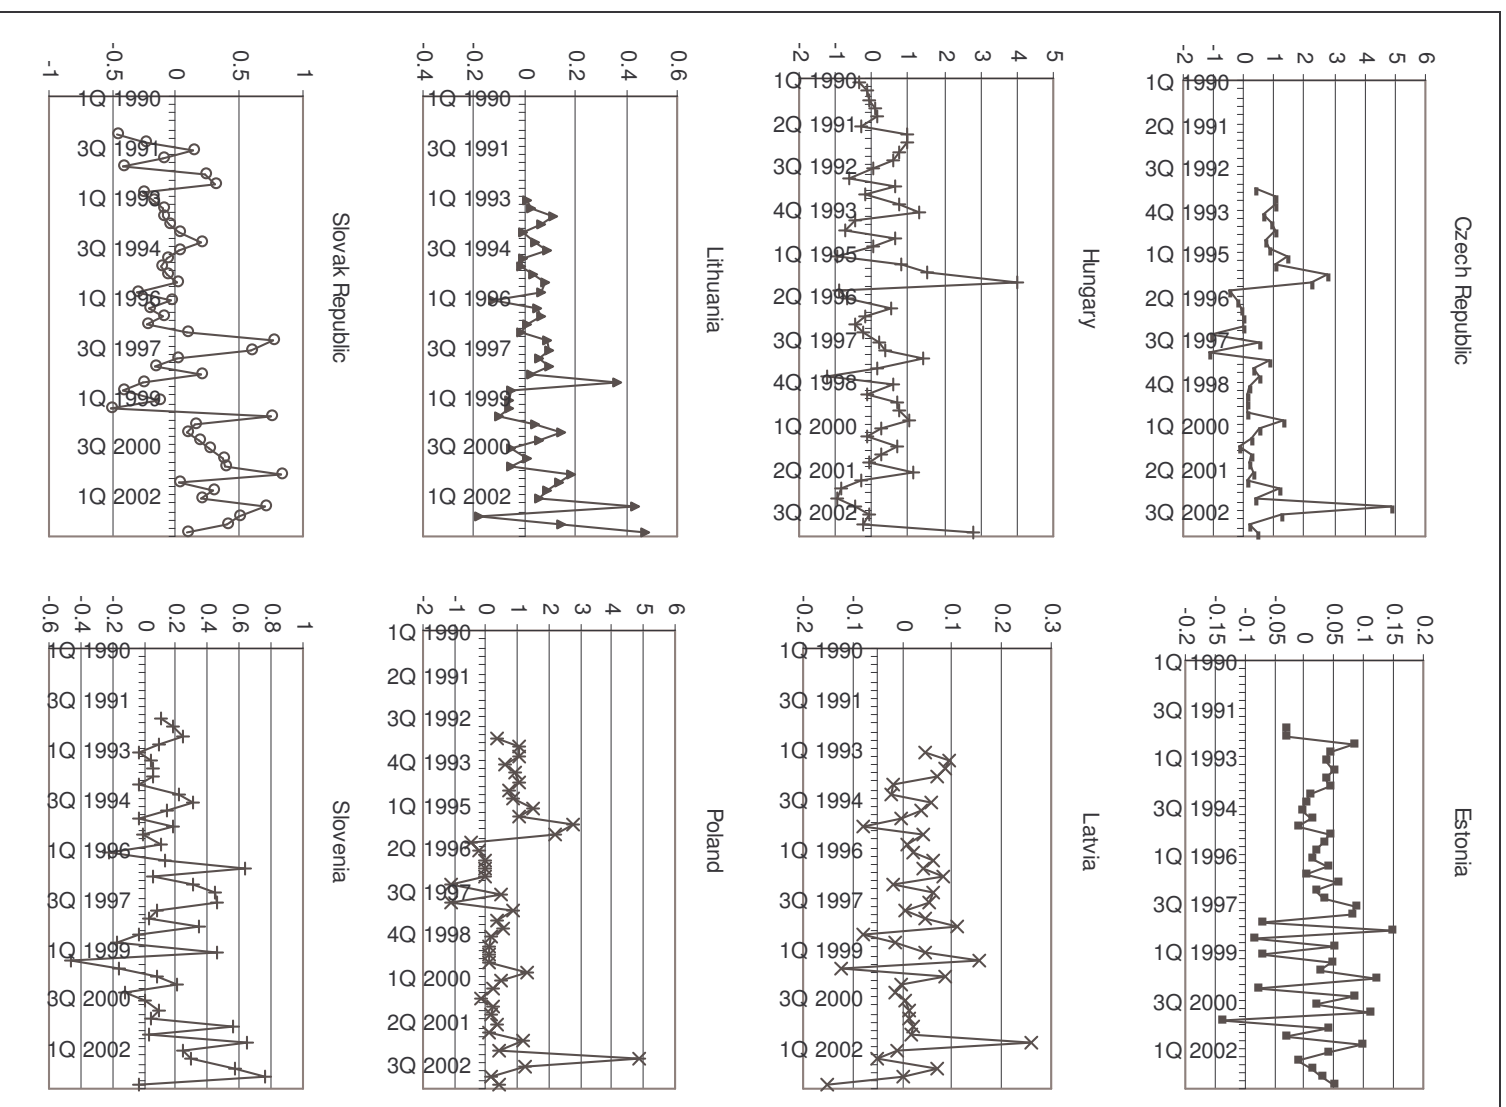 Czech Republic
6
5
4
3
2
1
0
-1
-2
1Q 1990
2Q 1991
3Q 1992
4Q 1993
1Q 1995
2Q 1996
3Q 1997
4Q 1998
1Q 2000
2Q 2001
3Q 2002
Estonia
0.2
0.15
0.1
0.05
0
-0.05
-0.1
-0.15
-0.2
1Q 1990
3Q 1991
1Q 1993
3Q 1994
1Q 1996
3Q 1997
1Q 1999
3Q 2000
1Q 2002
Hungary
5
4
3
2
1
0
-1
-2
1Q 1990
2Q 1991
3Q 1992
4Q 1993
1Q 1995
2Q 1996
3Q 1997
4Q 1998
1Q 2000
2Q 2001
3Q 2002
Latvia
0.3
0.2
0.1
0
-0.1
-0.2
1Q 1990
3Q 1991
1Q 1993
3Q 1994
1Q 1996
3Q 1997
1Q 1999
3Q 2000
1Q 2002
Lithuania
0.6
0.4
0.2
0
-0.2
-0.4
1Q 1990
3Q 1991
1Q 1993
3Q 1994
1Q 1996
3Q 1997
1Q 1999
3Q 2000
1Q 2002
Poland
6
5
4
3
2
1
0
-1
-2
1Q 1990
2Q 1991
3Q 1992
4Q 1993
1Q 1995
2Q 1996
3Q 1997
4Q 1998
1Q 2000
2Q 2001
3Q 2002
Slovak Republic
1
0.5
0
-0.5
-1
1Q 1990
3Q 1991
1Q 1993
3Q 1994
1Q 1996
3Q 1997
1Q 1999
3Q 2000
1Q 2002
Slovenia
1
0.8
0.6
0.4
0.2
0
-0.2
-0.4
-0.6
1Q 1990
3Q 1991
1Q 1993
3Q 1994
1Q 1996
3Q 1997
1Q 1999
3Q 2000
1Q 2002